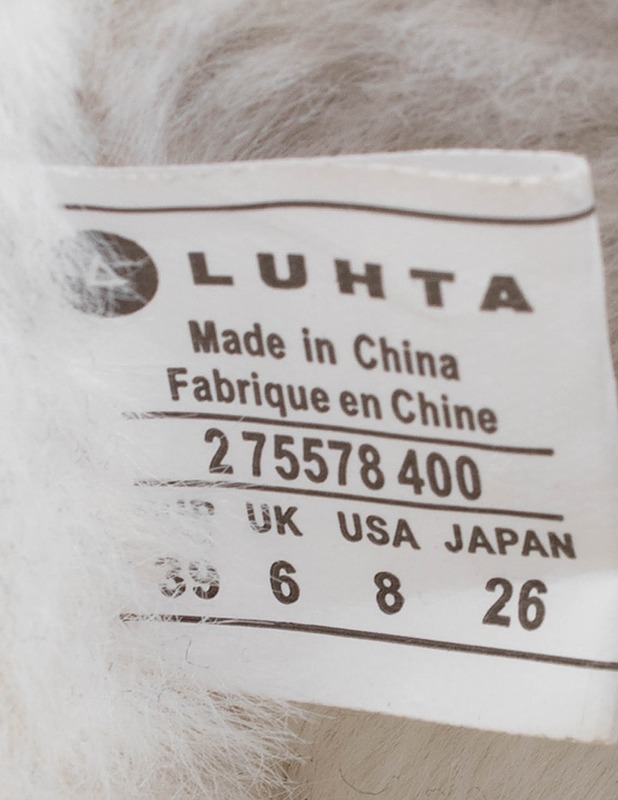 LUHTA
Made in China
Fabrique en Chine
275578 400
UK USA JAPAN
39 6 8 26